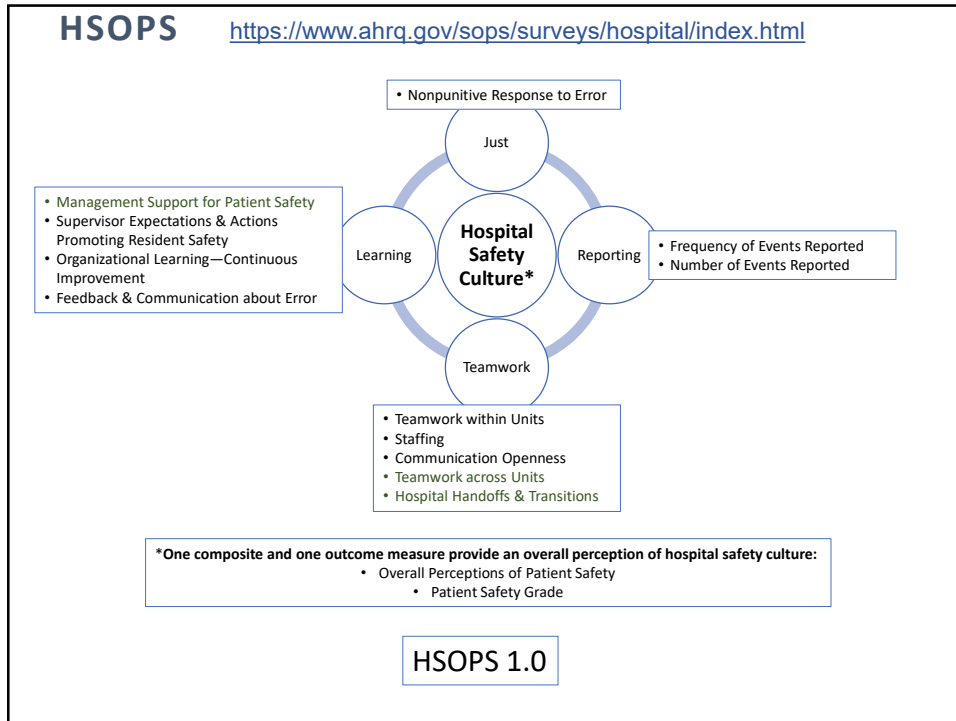 HSOPS https://www.ahrq.gov/sops/surveys/hospital/index.html
• Nonpunitive Response to Error
Just
• Management Support for Patient Safety
• Supervisor Expectations & Actions
Promoting Resident Safety
• Organizational Learning—Continuous
Improvement
• Feedback & Communication about Error
Learning
Hospital
Safety
Culture*
Reporting
• Frequency of Events Reported
• Number of Events Reported
Teamwork
• Teamwork within Units
• Staffing
• Communication Openness
• Teamwork across Units
• Hospital Handoffs & Transitions
*One composite and one outcome measure provide an overall perception of hospital safety culture:
• Overall Perceptions of Patient Safety
• Patient Safety Grade
HSOPS 1.0